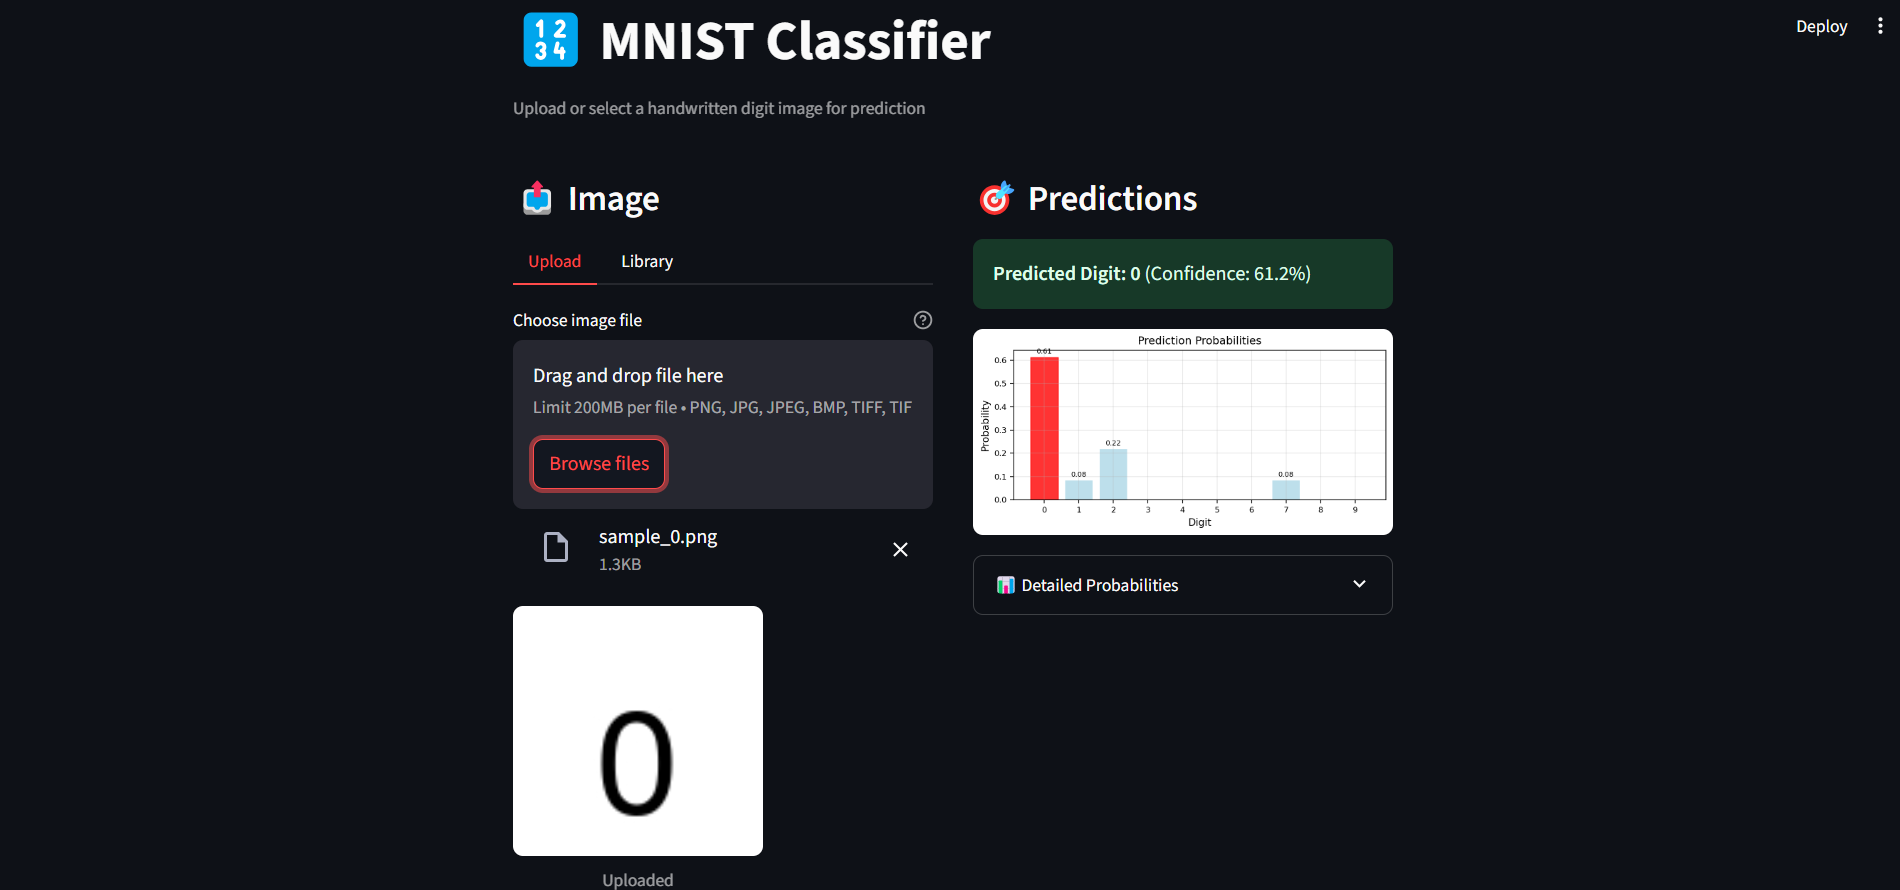 1 2
3 4
MNIST Classifier
Deploy
Upload or select a handwritten digit image for prediction
Image
Upload
Library
Choose image file
Drag and drop file here
Limit 200MB per file • PNG, JPG, JPEG, BMP, TIFF, TIF
Browse files
sample_0.png
1.3KB
0
Uploaded
Predictions
Predicted Digit: 0 (Confidence: 61.2%)
Prediction Probabilities
Probability
0.6
0.5
0.4
0.3
0.2
0.1
0.0
0.61
0.08
0.22
0.08
0 1 2 3 4 5 6 7 8 9
Digit
Detailed Probabilities